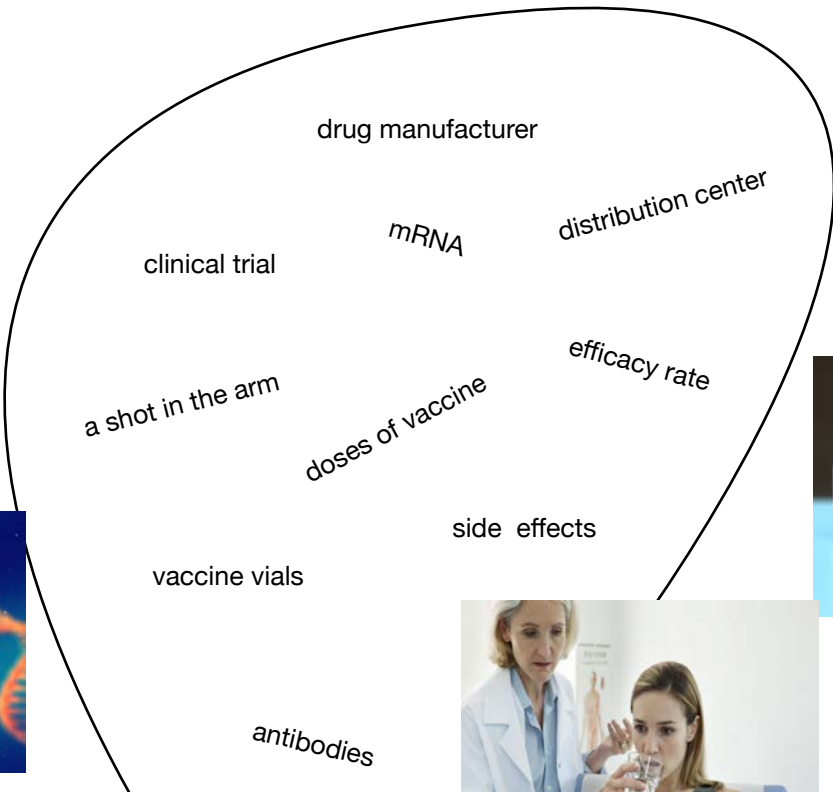 drug manufacturer
distribution center
mRNA
clinical trial
efficacy rate
a shot in the arm
doses of vaccine
side effects
vaccine vials
antibodies